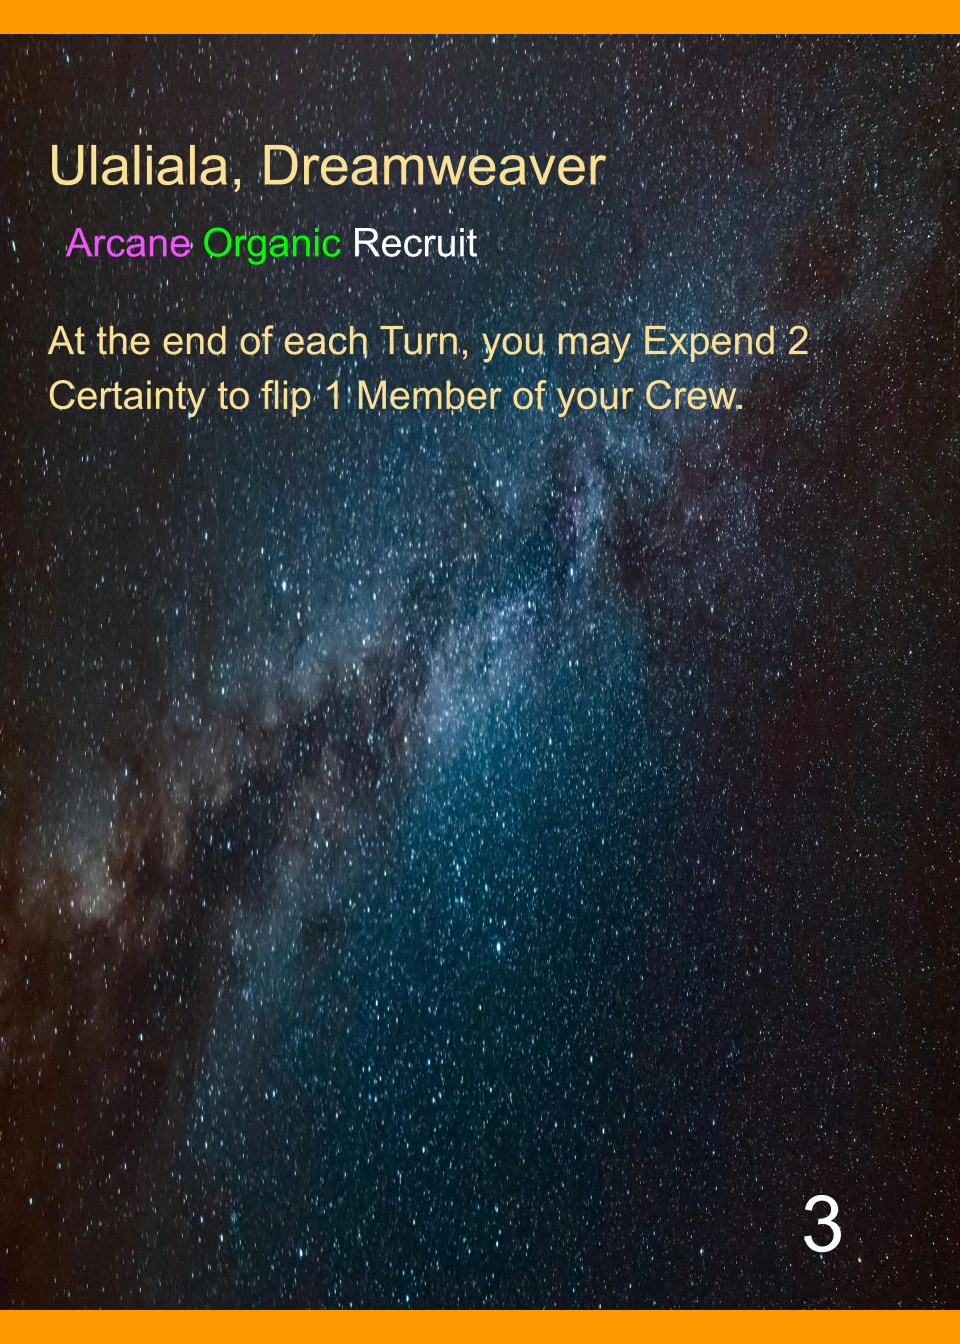 Ulaliala, Dreamweaver
Arcane Organic Recruit
At the end of each Turn, you may Expend 2
Certainty to flip 1 Member of your Crew.
3